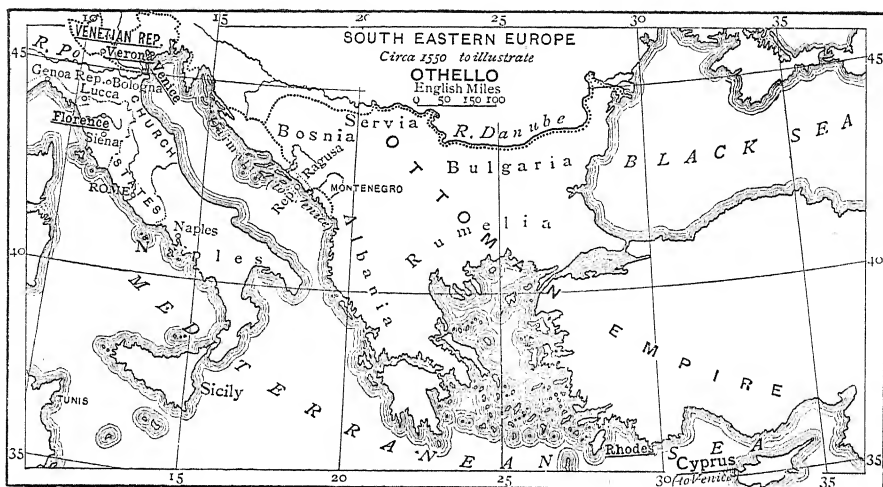 10
15
20
25
30
35
VENETIAN REP.
SOUTH EASTERN EUROPE
Circa 1550 to illustrate
OTHELLO
English Miles
0 50 150 100
45
45
R. Po
Verona
Venice
Genoa Rep.
Bologna
Lucca
Florence
Siena
CHURCH
STATES
ROME
Bosnia
Servia
R. Danube
BLACK SEA
Ragusa
Rep.
MONTENEGRO
Bulgaria
OTTOMAN EMPIRE
Rumelia
Albania
Naples
Naples
40
40
MEDITERRANEAN SEA
Sicily
TUNIS
35
35
Rhodes
Cyprus
(to Venice)
15
20
25
30
35